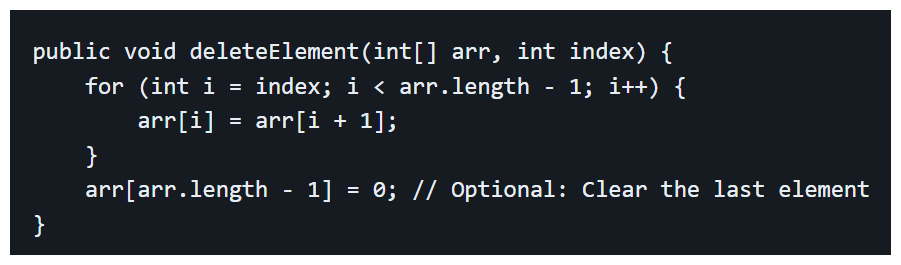 public void deleteElement(int[] arr, int index) {
    for (int i = index; i < arr.length - 1; i++) {
        arr[i] = arr[i + 1];
    }
    arr[arr.length - 1] = 0; // Optional: Clear the last element
}